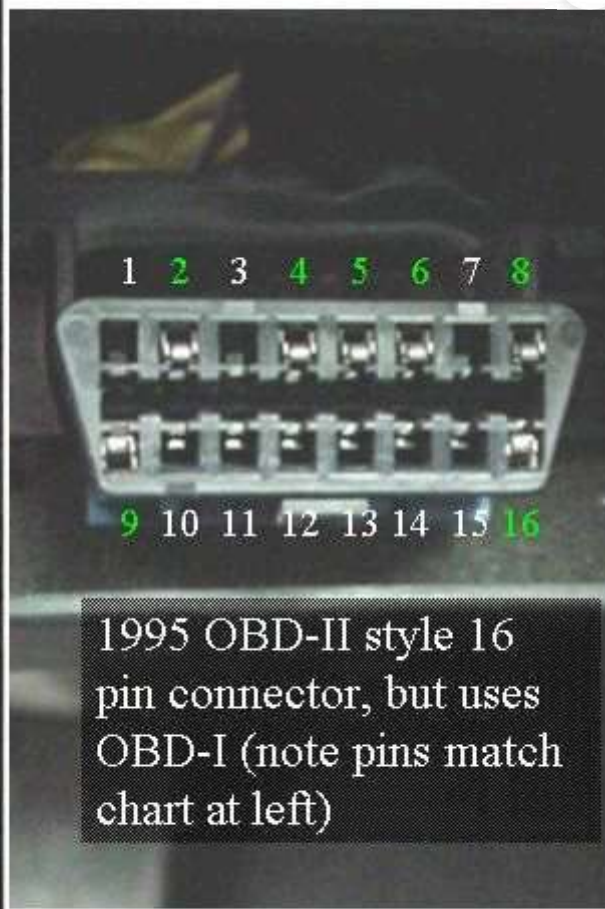 1 2 3 4 5 6 7 8
9 10 11 12 13 14 15 16
1995 OBD-II style 16
pin connector, but uses
OBD-I (note pins match
chart at left)